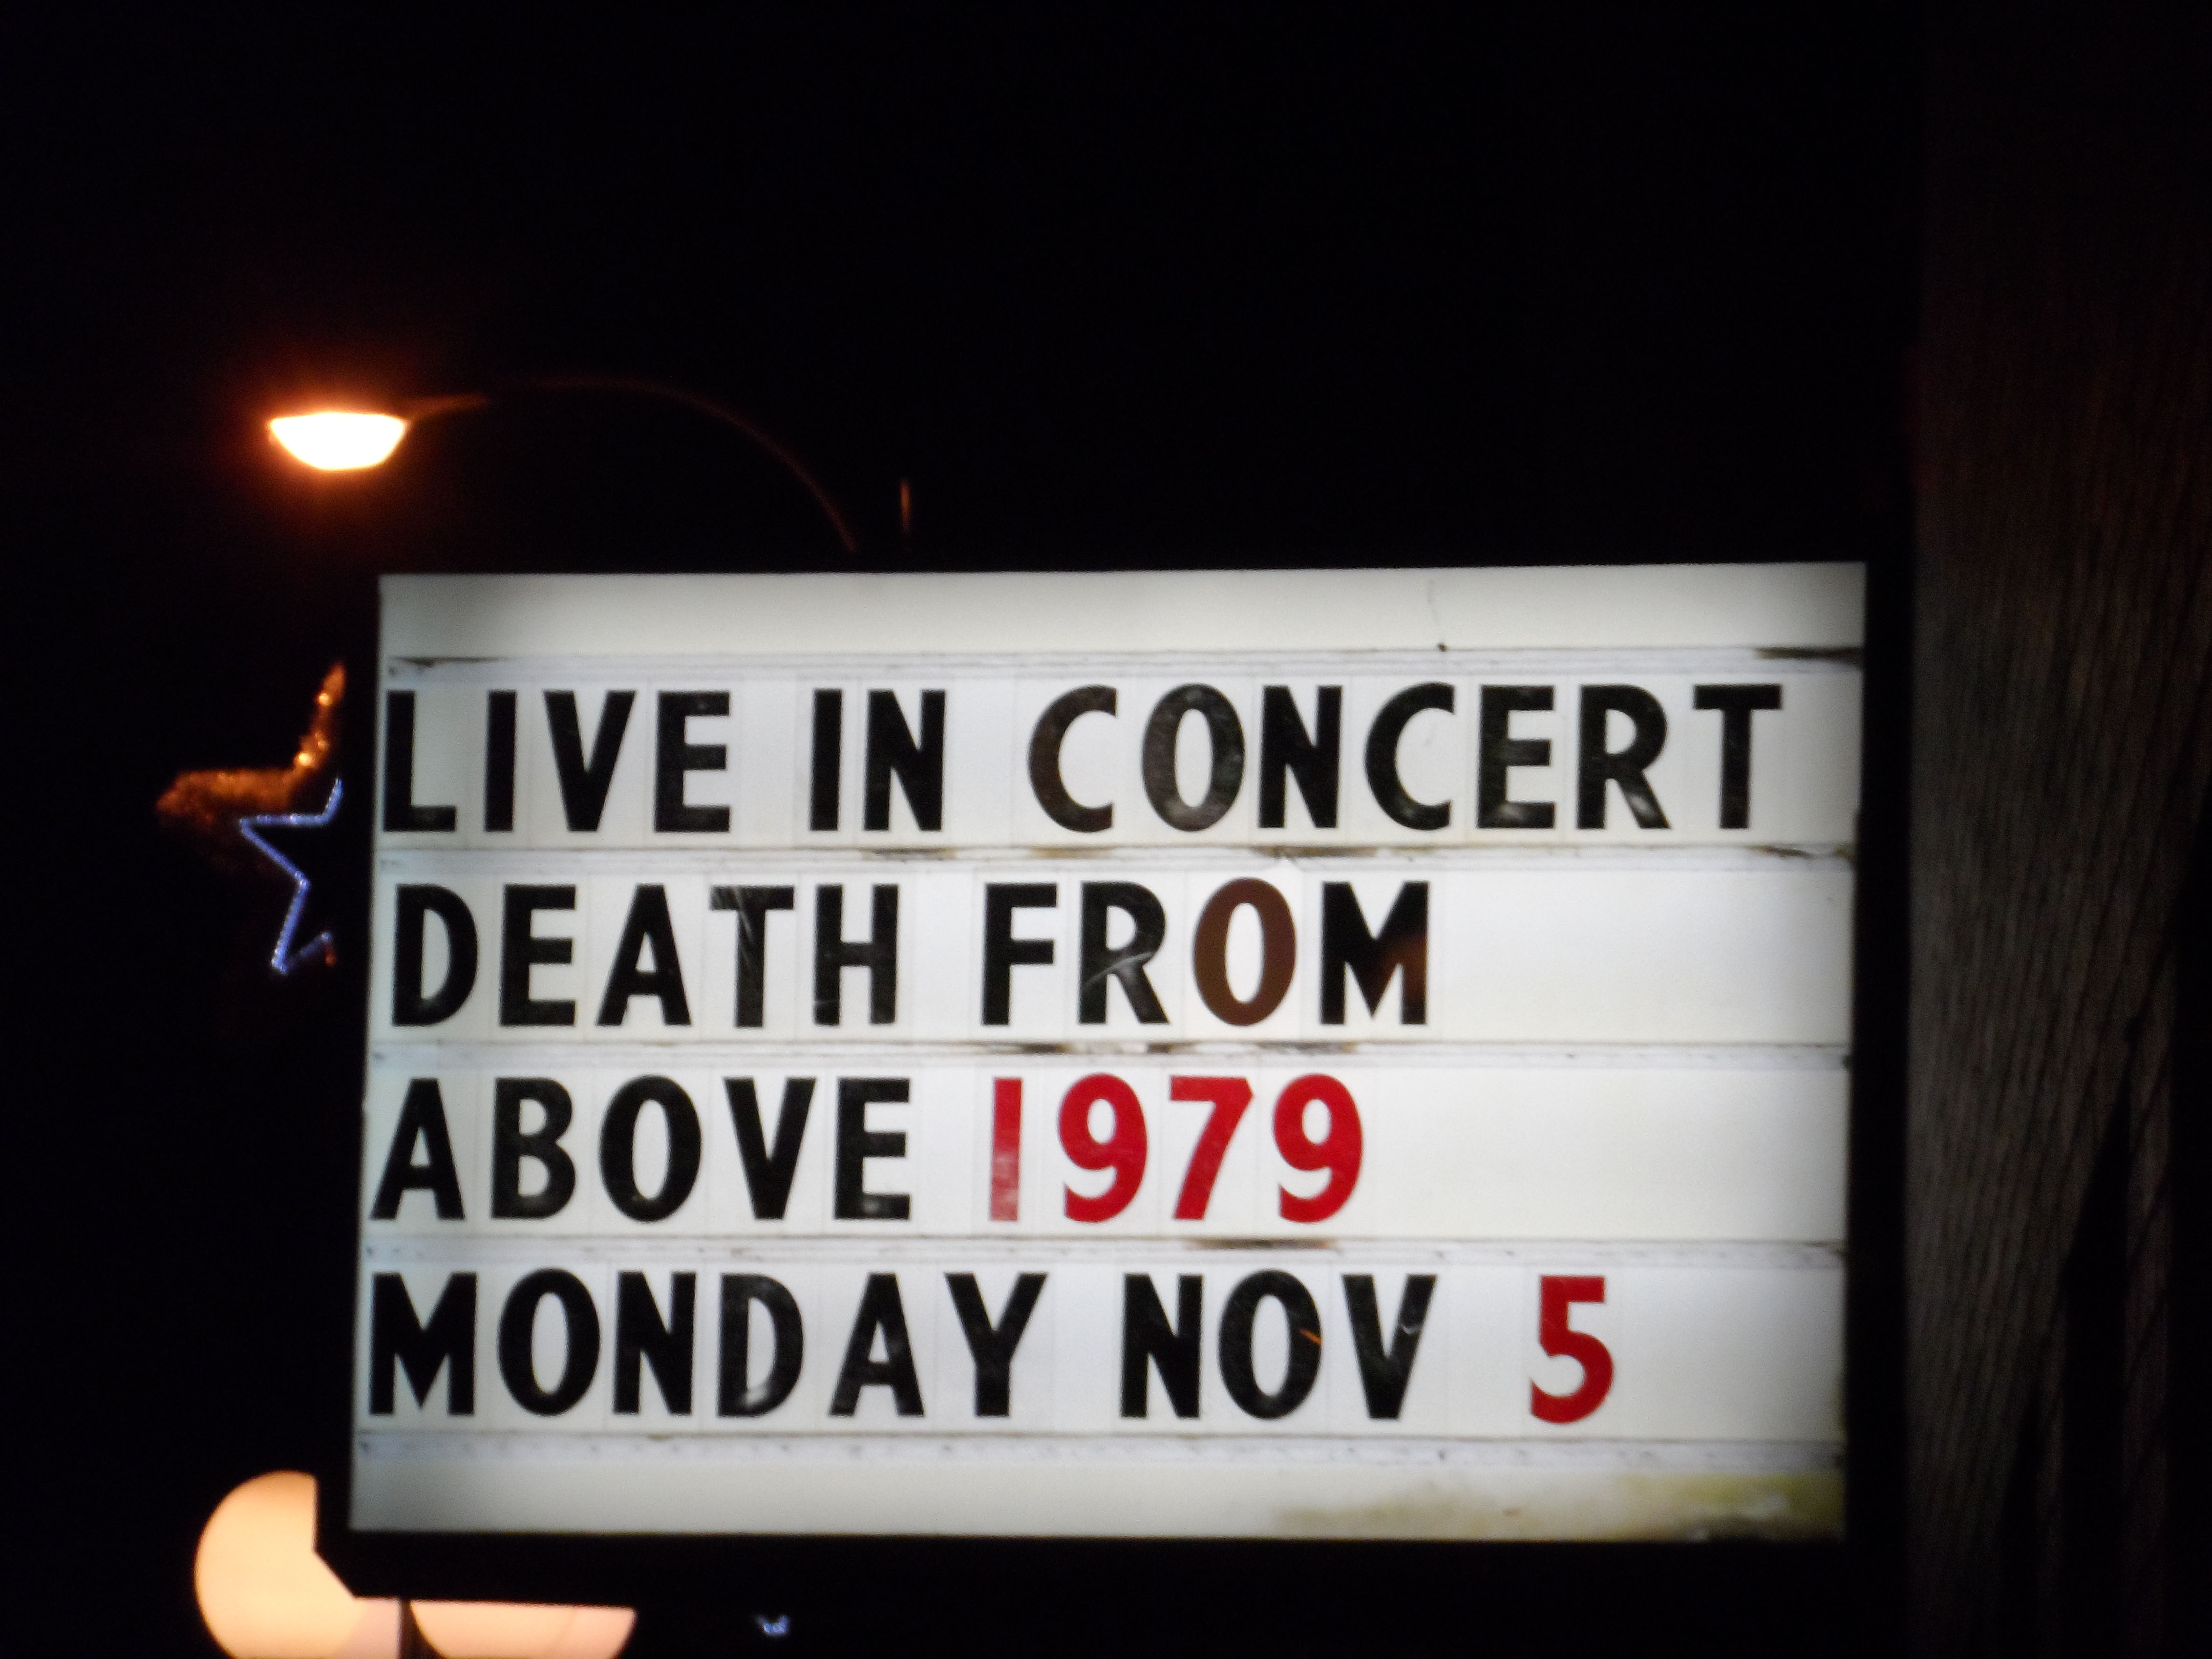 LIVE IN CONCERT
DEATH FROM
ABOVE 1979
MONDAY NOV 5